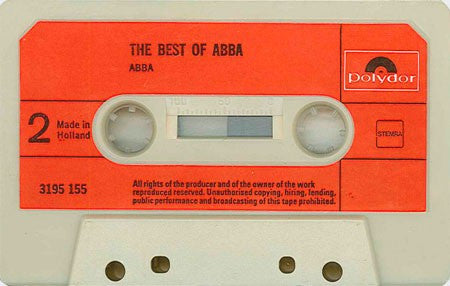 THE BEST OF ABBA
ABBA
polydor
100 50 0
2
Made in
Holland
STEMRA
3195 155
All rights of the producer and of the owner of the work
reproduced reserved. Unauthorised copying, hiring, lending,
public performance and broadcasting of this tape prohibited.